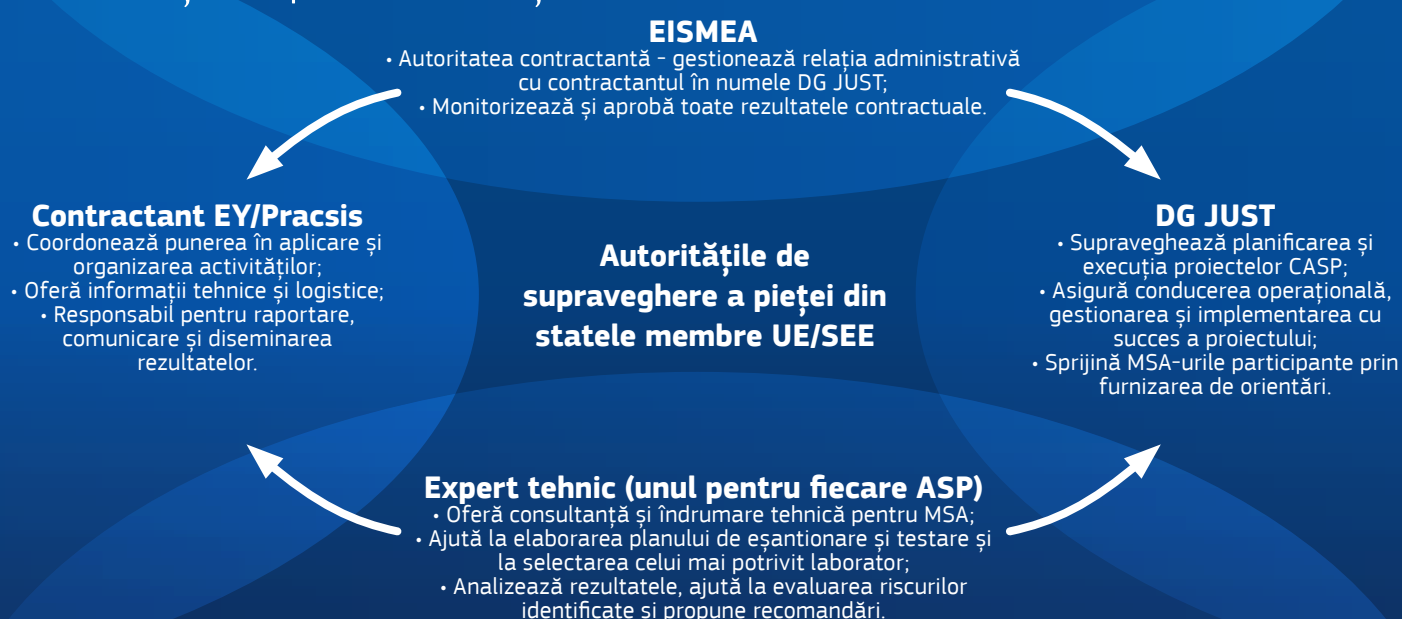 EISMEA
• Autoritatea contractantă - gestionează relația administrativă
cu contractantul în numele DG JUST;
• Monitorizează și aprobă toate rezultatele contractuale.
Contractant EY/Pracsis
• Coordonează punerea în aplicare și
organizarea activităților;
• Oferă informații tehnice și logistice;
• Responsabil pentru raportare,
comunicare și diseminarea
rezultatelor.
Autoritățile de
supraveghere a pieței din
statele membre UE/SEE
DG JUST
• Supraveghează planificarea și
execuția proiectelor CASP;
• Asigură conducerea operațională,
gestionarea și implementarea cu
succes a proiectului;
• Sprijină MSA-urile participante prin
furnizarea de orientări.
Expert tehnic (unul pentru fiecare ASP)
• Oferă consultanță și îndrumare tehnică pentru MSA;
• Ajută la elaborarea planului de eșantionare și testare și
la selectarea celui mai potrivit laborator;
• Analizează rezultatele, ajută la evaluarea riscurilor
identificate și propune recomandări.